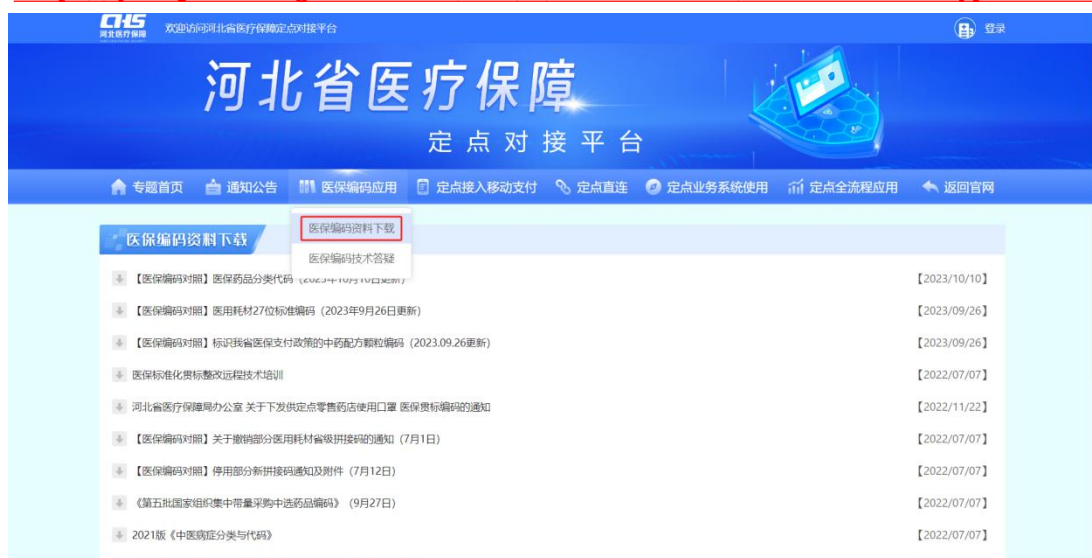 CHS
河北医疗保障
欢迎访问河北省医疗保障定点对接平台
登录
河北省医疗保障
定点对接平台
专题首页 通知公告 医保编码应用 定点接入移动支付 定点直连 定点业务系统使用 定点全流程应用 返回官网
医保编码资料下载
医保编码技术答疑
医保编码资料下载
【医保编码对照】医保药品分类代码（2023年10月10日更新） 【2023/10/10】
【医保编码对照】医用耗材27位标准编码（2023年9月26日更新） 【2023/09/26】
【医保编码对照】标识我省医保支付政策的中药配方颗粒编码（2023.09.26更新） 【2023/09/26】
医保标准化贯标整改远程技术培训 【2022/07/07】
河北省医疗保障局办公室 关于下发供定点零售药店使用口罩 医保贯标编码的通知 【2022/11/22】
【医保编码对照】关于撤销部分医用耗材省级拼接码的通知（7月1日） 【2022/07/07】
【医保编码对照】停用部分新拼接码通知及附件（7月12日） 【2022/07/07】
《第五批国家组织集中带量采购中选药品编码》（9月27日） 【2022/07/07】
2021版《中医病症分类与代码》 【2022/07/07】